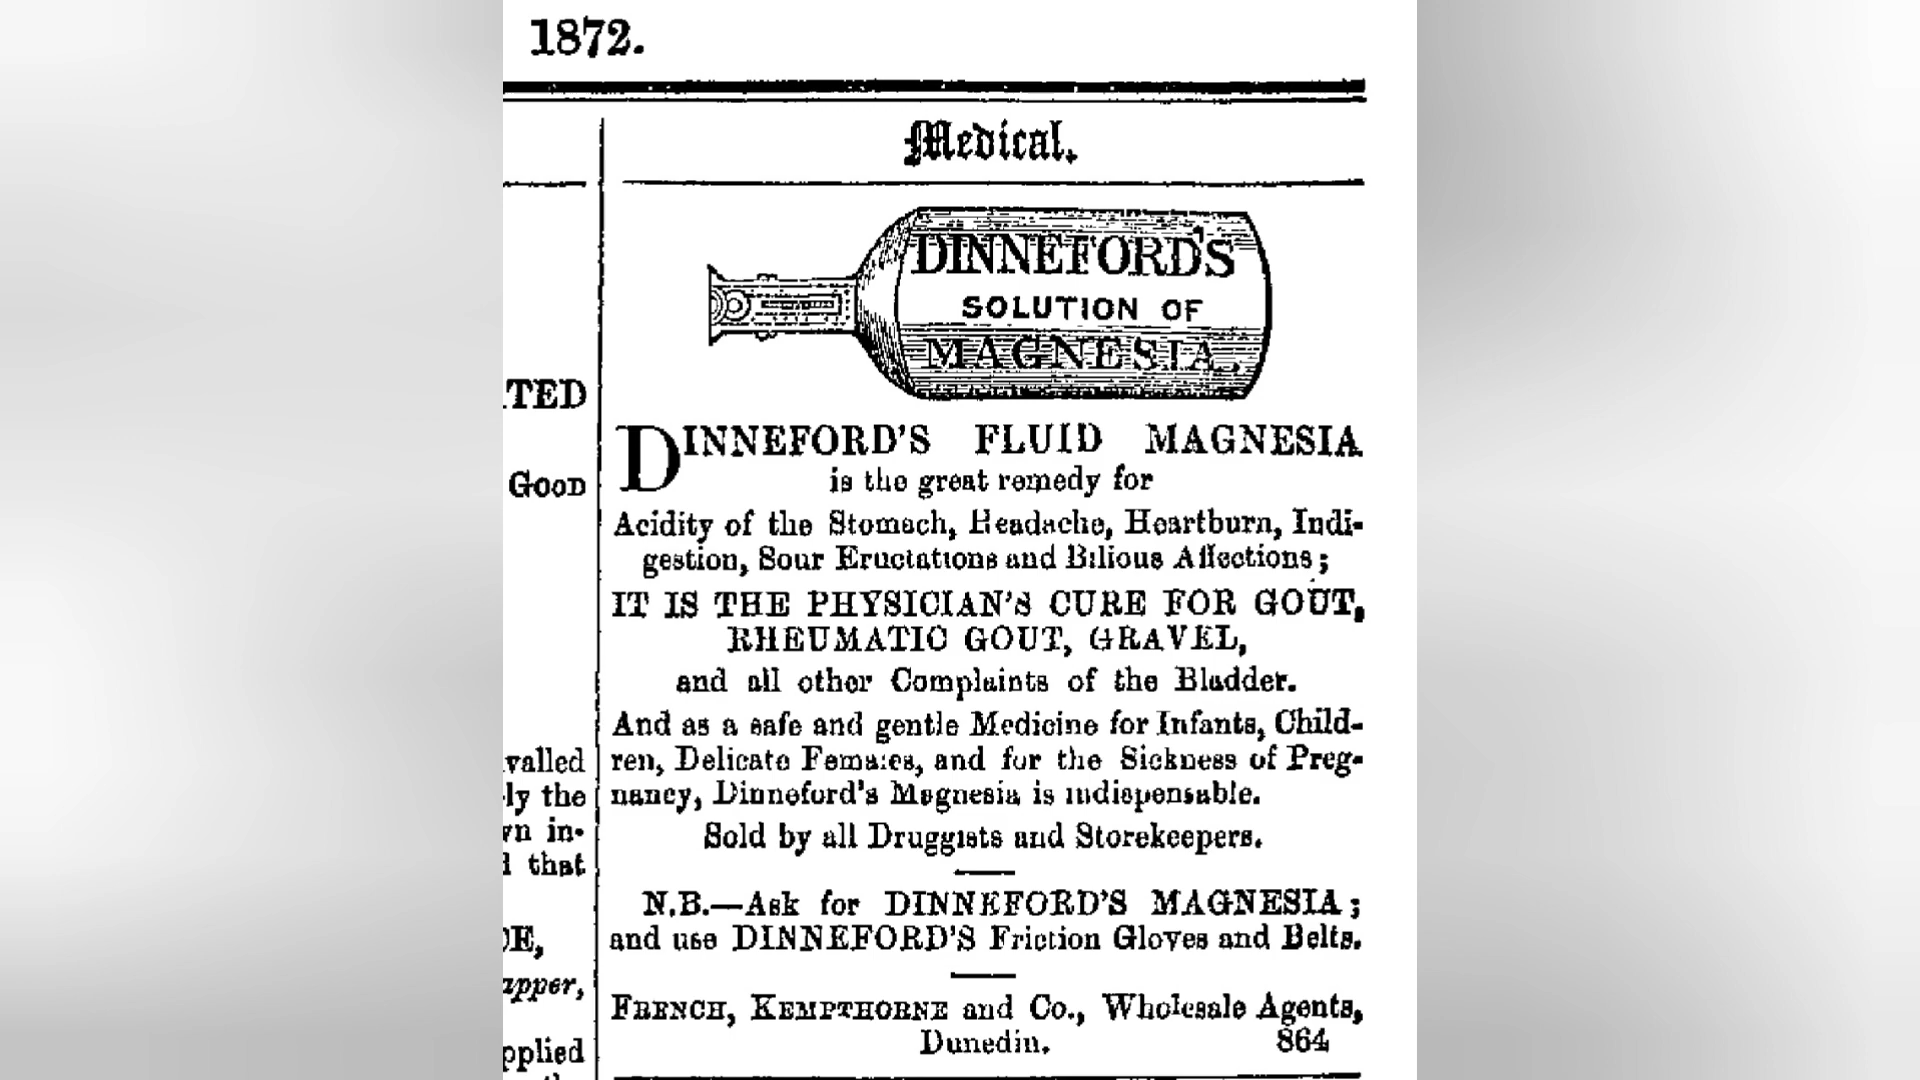 1872.
TED
GOOD
valled
ly the
in-
that
E,
apper,
pplied
Medical.
DINNEFORD'S
SOLUTION OF
MAGNESIA.
DINNEFORD'S FLUID MAGNESIA
is the great remedy for
Acidity of the Stomach, Headache, Heartburn, Indi-
gestion, Sour Eructations and Bilious Affections;
IT IS THE PHYSICIAN'S CURE FOR GOUT,
RHEUMATIC GOUT, GRAVEL,
and all other Complaints of the Bladder.
And as a safe and gentle Medicine for Infants, Child-
ren, Delicate Females, and for the Sickness of Preg-
nancy, Dinneford's Magnesia is indispensable.
Sold by all Druggists and Storekeepers.
N.B.—Ask for DINNEFORD'S MAGNESIA;
and use DINNEFORD'S Friction Gloves and Belts.
FRENCH, KEMPTHORNE and Co., Wholesale Agents,
Dunedin. 864